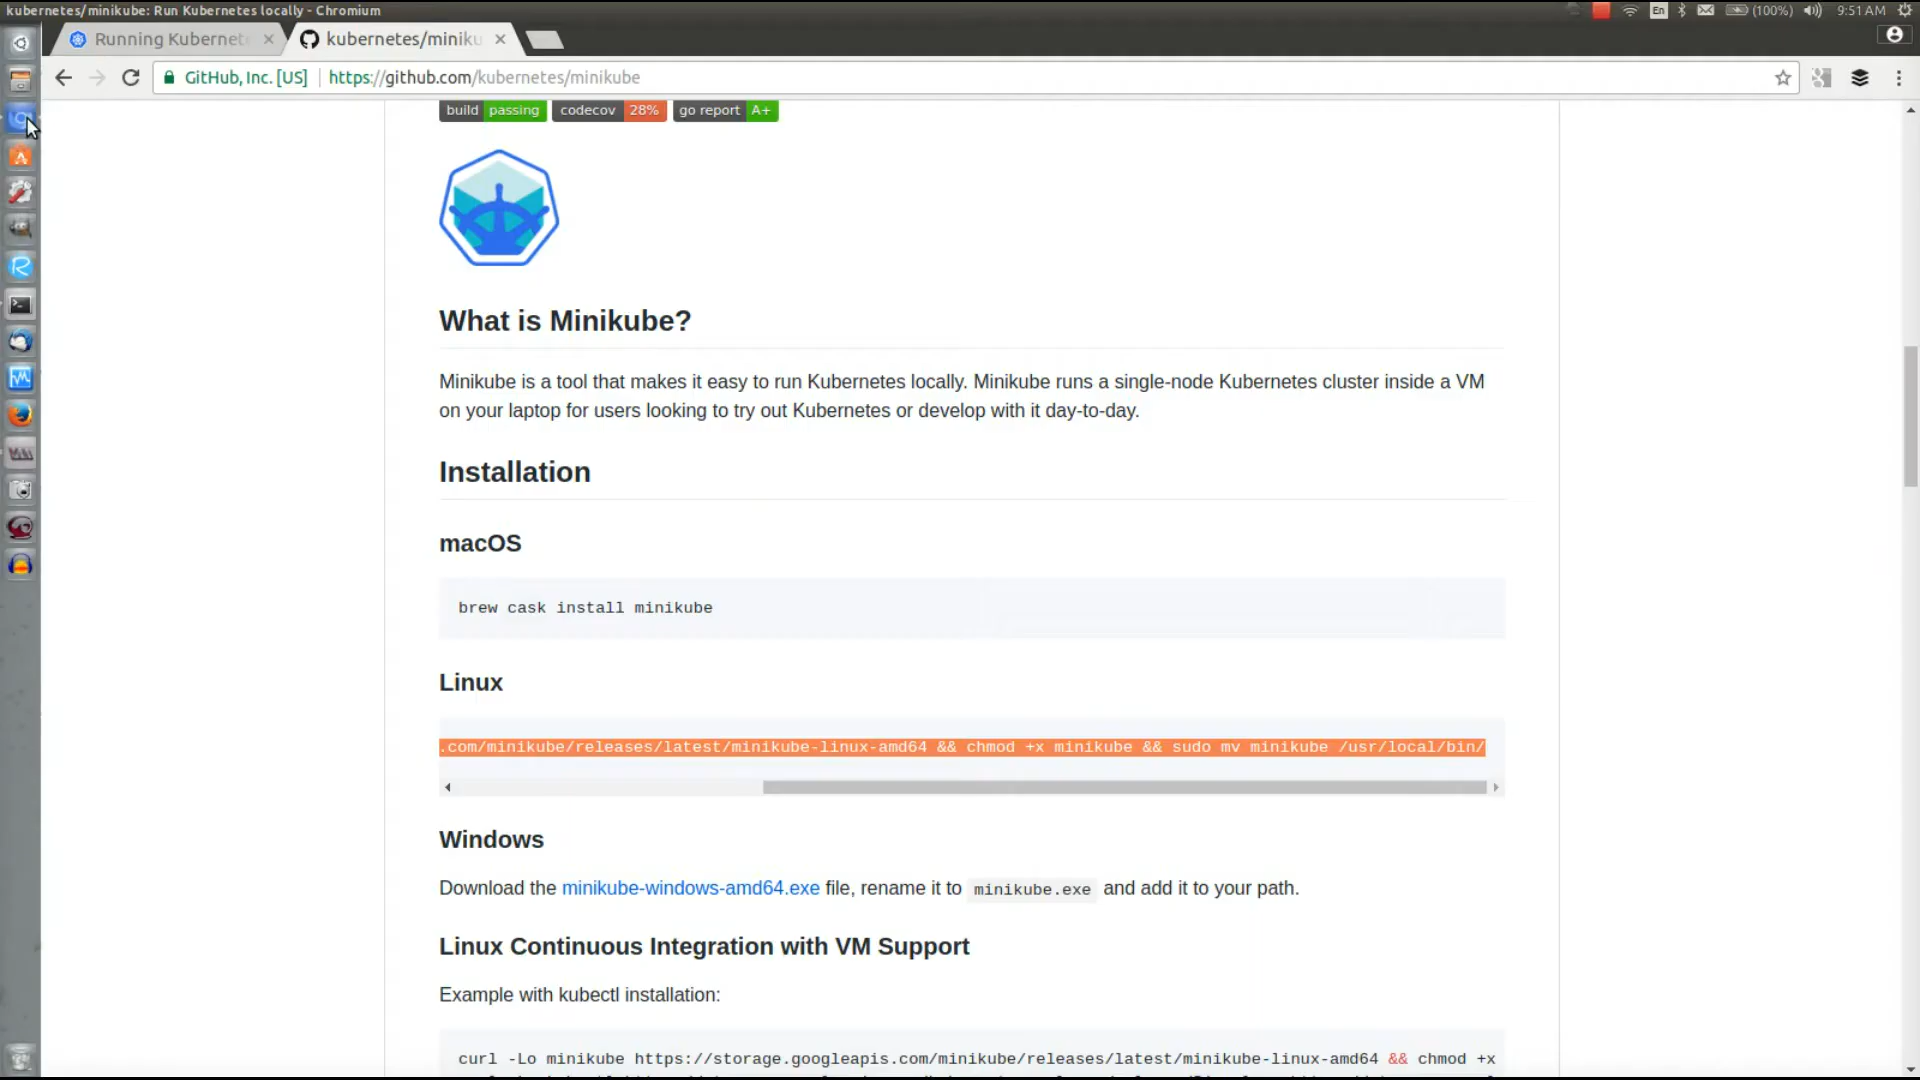 kubernetes/minikube: Run Kubernetes locally - Chromium
En
(100%)
9:51 AM
Running Kubernet
kubernetes/miniku
GitHub, Inc. [US]
https://github.com/kubernetes/minikube
build passing codecov 28% go report A+
What is Minikube?
Minikube is a tool that makes it easy to run Kubernetes locally. Minikube runs a single-node Kubernetes cluster inside a VM
on your laptop for users looking to try out Kubernetes or develop with it day-to-day.
Installation
macOS
brew cask install minikube
Linux
.com/minikube/releases/latest/minikube-linux-amd64 && chmod +x minikube && sudo mv minikube /usr/local/bin/
Windows
Download the minikube-windows-amd64.exe file, rename it to minikube.exe and add it to your path.
Linux Continuous Integration with VM Support
Example with kubectl installation:
curl -Lo minikube https://storage.googleapis.com/minikube/releases/latest/minikube-linux-amd64 && chmod +x